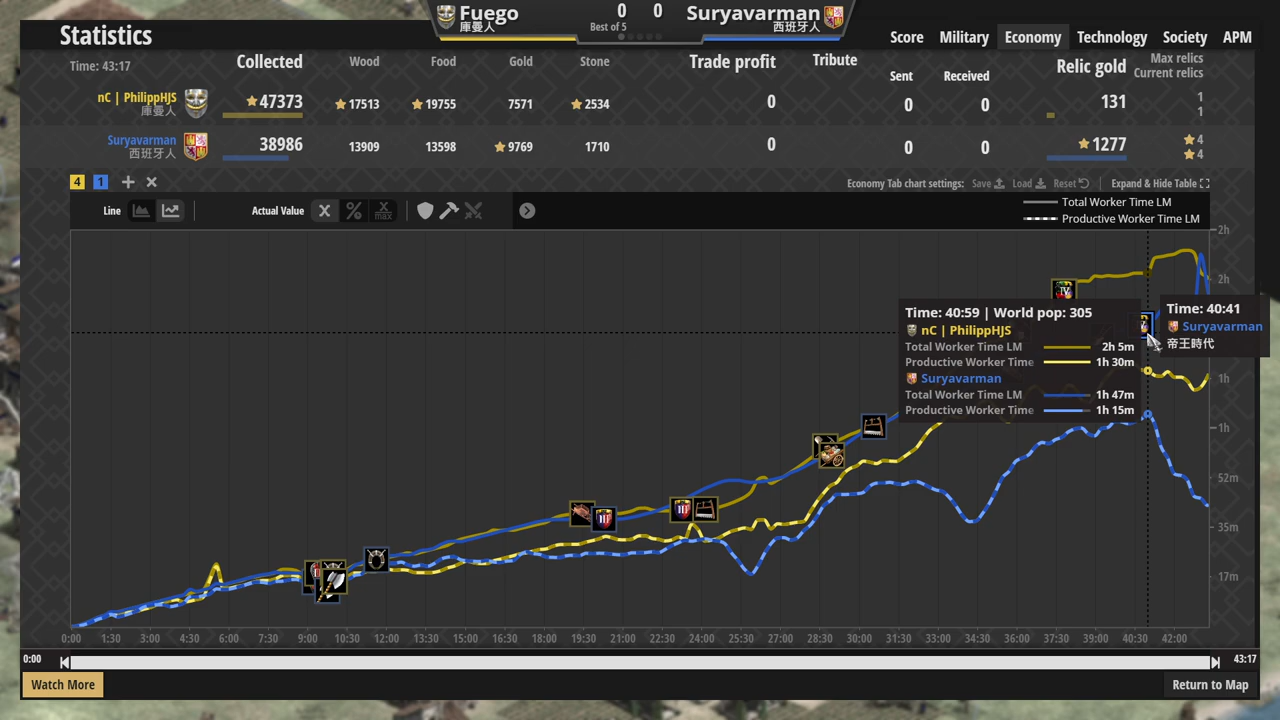 Fuego 0 0 Suryavarman
庫曼人 Best of 5 西班牙人
Statistics Score Military Economy Technology Society APM
Time: 43:17 Collected Wood Food Gold Stone Trade profit Tribute Sent Received Relic gold Max relics
Current relics
nC | PhilippHJS 47373 17513 19755 7571 2534 0 0 0 131 1
庫曼人 1
Suryavarman 38986 13909 13598 9769 1710 0 0 0 1277 4
西班牙人 4
4 1 + × Economy Tab chart settings: Save Load Reset Expand & Hide Table
Line Actual Value X % X/max Total Worker Time LM
Productive Worker Time LM
2h
2h
Time: 40:59 | World pop: 305
nC | PhilippHJS
Total Worker Time LM 2h 5m
Productive Worker Time 1h 30m
Suryavarman
Total Worker Time LM 1h 47m
Productive Worker Time 1h 15m
Time: 40:41
Suryavarman
帝王時代
1h
1h
52m
35m
17m
0:00 1:30 3:00 4:30 6:00 7:30 9:00 10:30 12:00 13:30 15:00 16:30 18:00 19:30 21:00 22:30 24:00 25:30 27:00 28:30 30:00 31:30 33:00 34:30 36:00 37:30 39:00 40:30 42:00
0:00 43:17
Watch More Return to Map